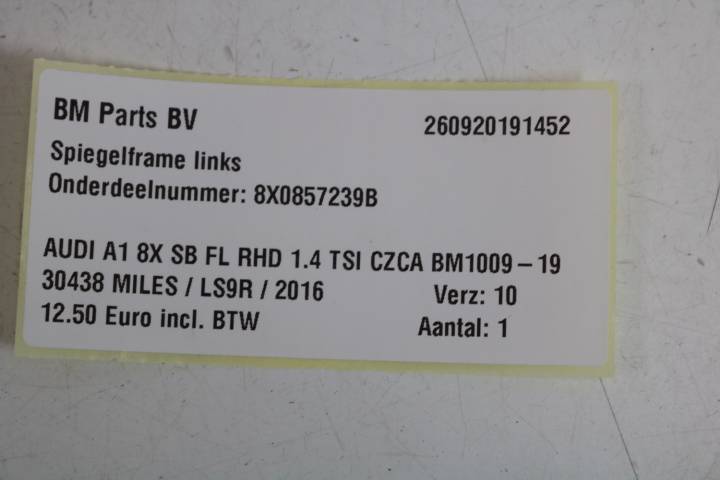 BM Parts BV 260920191452
Spiegelframe links
Onderdeelnummer: 8X0857239B
AUDI A1 8X SB FL RHD 1.4 TSI CZCA BM1009-19
30438 MILES / LS9R / 2016 Verz: 10
12.50 Euro incl. BTW Aantal: 1